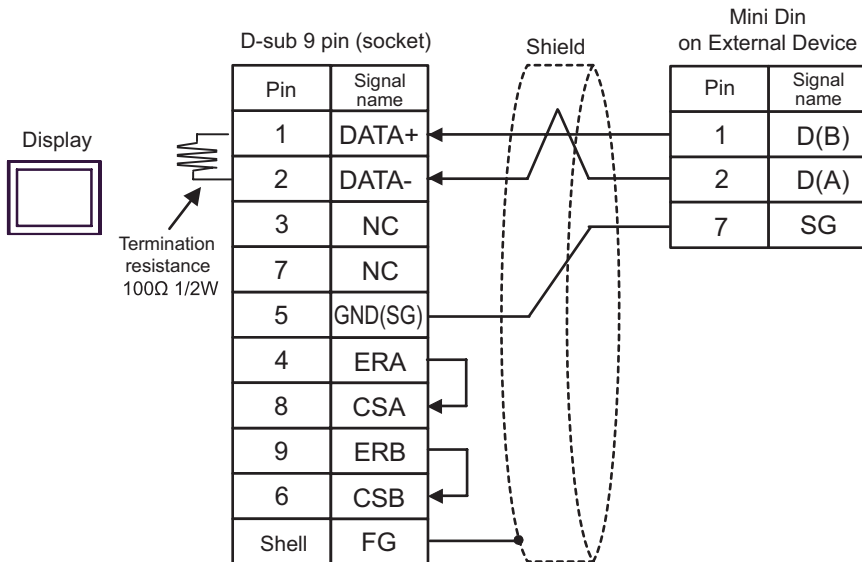 Mini Din
on External Device
D-sub 9 pin (socket)
Shield
Display
Termination
resistance
100Ω 1/2W
Pin Signal name
1 DATA+
2 DATA-
3 NC
7 NC
5 GND(SG)
4 ERA
8 CSA
9 ERB
6 CSB
Shell FG
Pin Signal name
1 D(B)
2 D(A)
7 SG